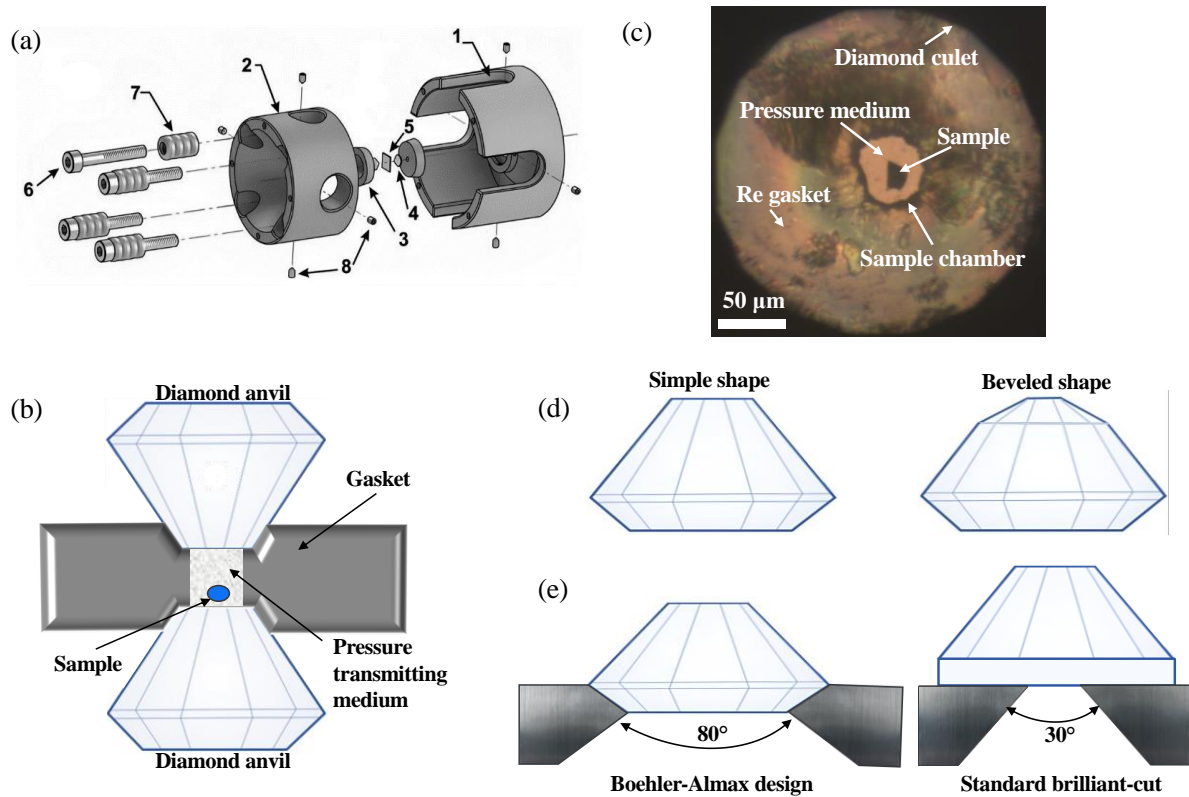 (a)
1
2
7
5
6
4
3
8
(c)
Diamond culet
Pressure medium
Sample
Re gasket
Sample chamber
50 µm
(b)
Diamond anvil
Gasket
Sample
Pressure
transmitting
medium
Diamond anvil
(d)
Simple shape
Beveled shape
(e)
80°
30°
Boehler-Almax design
Standard brilliant-cut